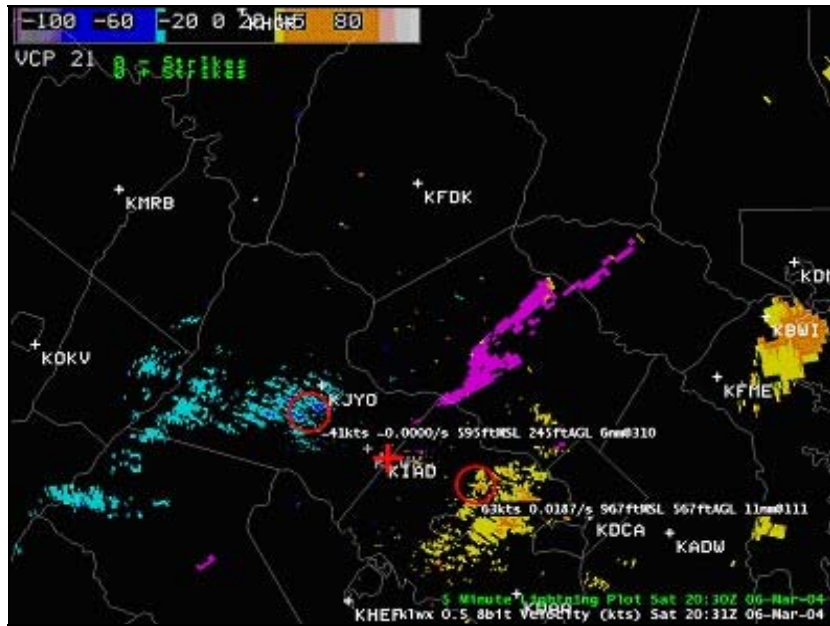 -100 -60 -20 0 20 45 80
VCP 21
0 - Strikes
0 + Strikes
KMRB
KFDK
KOKV
KBWI
KFME
KJYO
-41kts -0.0000/s 595ftMSL 245ftAGL 6nm@310
KIAD
63kts 0.0187/s 967ftMSL 567ftAGL 11nm@111
KDCA
KADW
5 Minute Lightning Plot Sat 20:30Z 06-Mar-04
klwx 0.5 8bit Velocity (kts) Sat 20:31Z 06-Mar-04